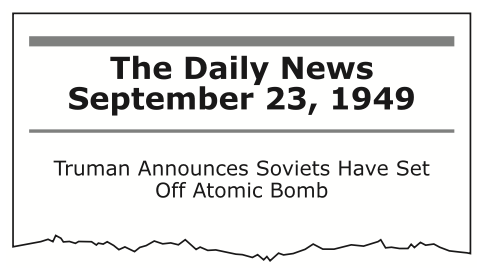 The Daily News
September 23, 1949
Truman Announces Soviets Have Set
Off Atomic Bomb